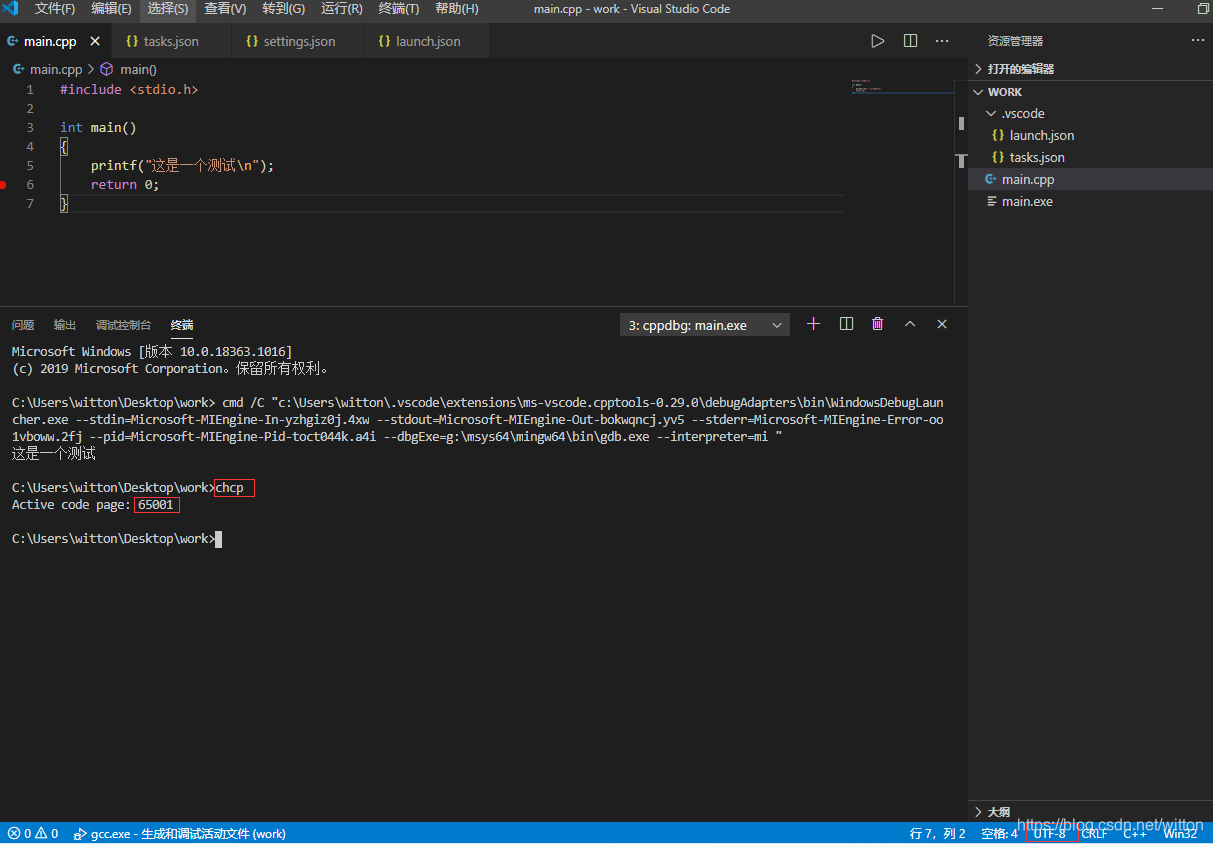 文件(F) 编辑(E) 选择(S) 查看(V) 转到(G) 运行(R) 终端(T) 帮助(H) main.cpp - work - Visual Studio Code
main.cpp tasks.json settings.json launch.json
main.cpp > main()
1 #include <stdio.h>
2
3 int main()
4 {
5 printf("这是一个测试\n");
6 return 0;
7 }
资源管理器
打开的编辑器
WORK
.vscode
launch.json
tasks.json
main.cpp
main.exe
问题 输出 调试控制台 终端 3: cppdbg: main.exe
Microsoft Windows [版本 10.0.18363.1016]
(c) 2019 Microsoft Corporation。保留所有权利。
C:\Users\witton\Desktop\work> cmd /C "c:\Users\witton\.vscode\extensions\ms-vscode.cpptools-0.29.0\debugAdapters\bin\WindowsDebugLaun
cher.exe --stdin=Microsoft-MIEngine-In-yzhgiz0j.4xw --stdout=Microsoft-MIEngine-Out-bokwqncj.yv5 --stderr=Microsoft-MIEngine-Error-oo
1vboww.2fj --pid=Microsoft-MIEngine-Pid-toct044k.a4i --dbgExe=g:\msys64\mingw64\bin\gdb.exe --interpreter=mi "
这是一个测试
C:\Users\witton\Desktop\work>chcp
Active code page: 65001
C:\Users\witton\Desktop\work>
大纲
https://blog.csdn.net/witton
0 0 gcc.exe - 生成和调试活动文件 (work) 行 7，列 2 空格: 4 UTF-8 CRLF C++ Win32